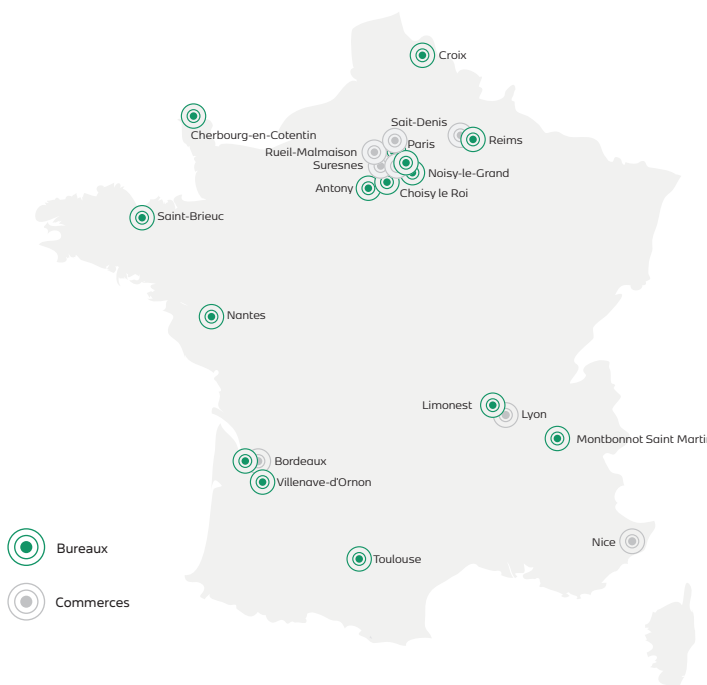 Croix
Cherbourg-en-Cotentin
Sait-Denis
Reims
Paris
Rueil-Malmaison
Suresnes
Noisy-le-Grand
Antony
Choisy le Roi
Saint-Brieuc
Nantes
Limonest
Lyon
Montbonnot Saint Marti
Bordeaux
Villenave-d'Ornon
Nice
Toulouse
Bureaux
Commerces